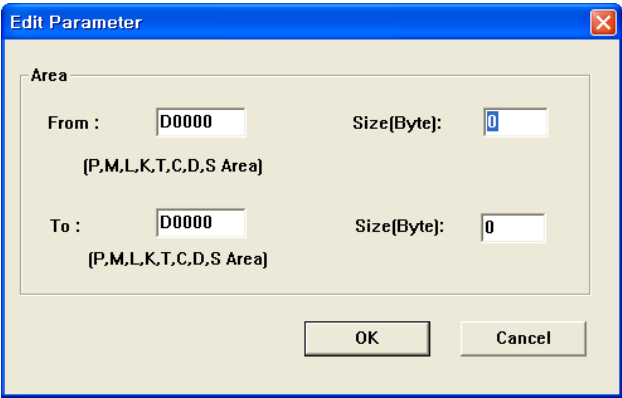 Edit Parameter
Area
From : D0000 Size(Byte): 0
(P,M,L,K,T,C,D,S Area)
To : D0000 Size(Byte): 0
(P,M,L,K,T,C,D,S Area)
OK Cancel